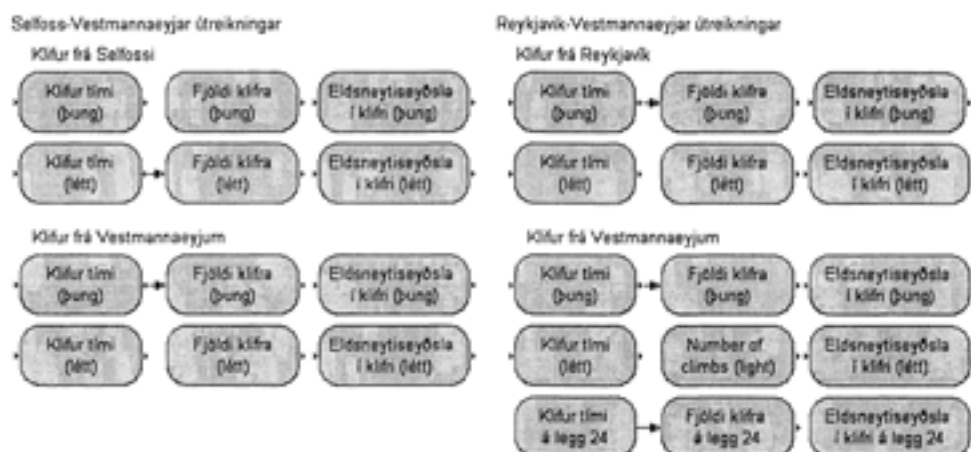 Selfoss-Vestmannaeyjar útreikningar
Klifur frá Selfossi
Klifur tími
(þung)
Fjöldi klifra
(þung)
Eldsneytiseyðsla
í klifri (þung)
Klifur tími
(létt)
Fjöldi klifra
(létt)
Eldsneytiseyðsla
í klifri (létt)
Klifur frá Vestmannaeyjum
Klifur tími
(þung)
Fjöldi klifra
(þung)
Eldsneytiseyðsla
í klifri (þung)
Klifur tími
(létt)
Fjöldi klifra
(létt)
Eldsneytiseyðsla
í klifri (létt)
Reykjavik-Vestmannaeyjar útreikningar
Klifur frá Reykjavík
Klifur tími
(þung)
Fjöldi klifra
(þung)
Eldsneytiseyðsla
í klifri (þung)
Klifur tími
(létt)
Fjöldi klifra
(létt)
Eldsneytiseyðsla
í klifri (létt)
Klifur frá Vestmannaeyjum
Klifur tími
(þung)
Fjöldi klifra
(þung)
Eldsneytiseyðsla
í klifri (þung)
Klifur tími
(létt)
Number of
climbs (light)
Eldsneytiseyðsla
í klifri (létt)
Klifur tími
á legg 24
Fjöldi klifra
á legg 24
Eldsneytiseyðsla
í klifri á legg 24